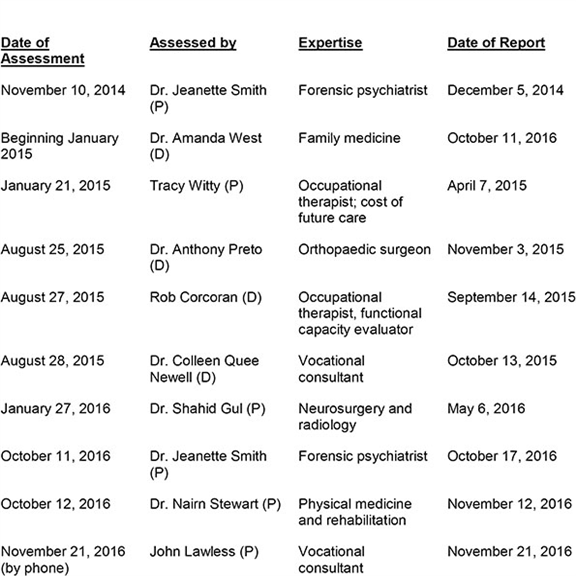 Date of Assessment Assessed by Expertise Date of Report
November 10, 2014 Dr. Jeanette Smith (P) Forensic psychiatrist December 5, 2014
Beginning January 2015 Dr. Amanda West (D) Family medicine October 11, 2016
January 21, 2015 Tracy Witty (P) Occupational therapist; cost of future care April 7, 2015
August 25, 2015 Dr. Anthony Preto (D) Orthopaedic surgeon November 3, 2015
August 27, 2015 Rob Corcoran (D) Occupational therapist, functional capacity evaluator September 14, 2015
August 28, 2015 Dr. Colleen Quee Newell (D) Vocational consultant October 13, 2015
January 27, 2016 Dr. Shahid Gul (P) Neurosurgery and radiology May 6, 2016
October 11, 2016 Dr. Jeanette Smith (P) Forensic psychiatrist October 17, 2016
October 12, 2016 Dr. Nairn Stewart (P) Physical medicine and rehabilitation November 12, 2016
November 21, 2016 (by phone) John Lawless (P) Vocational consultant November 21, 2016